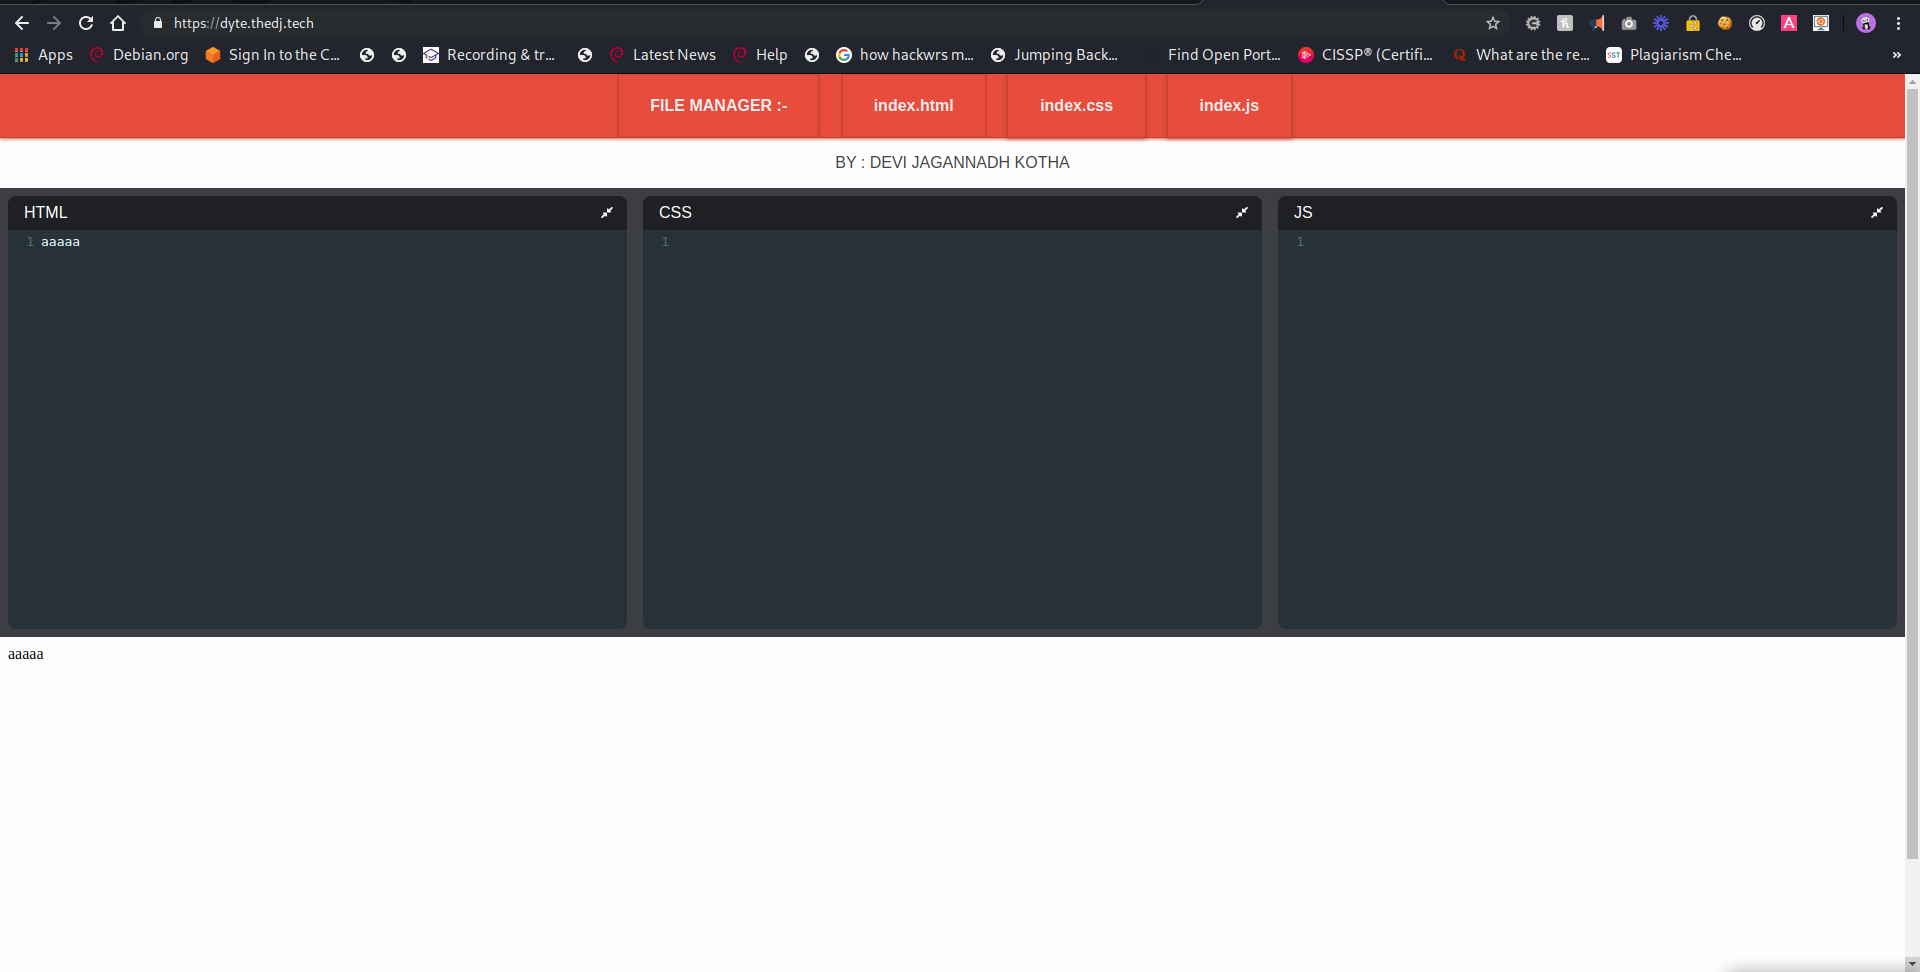 https://dyte.thedj.tech
Apps Debian.org Sign In to the C... Recording & tr... Latest News Help how hackwrs m... Jumping Back... Find Open Port... CISSP® (Certifi... What are the re... Plagiarism Che... »
FILE MANAGER :- index.html index.css index.js
BY : DEVI JAGANNADH KOTHA
HTML CSS JS
1 aaaaa 1 1
aaaaa